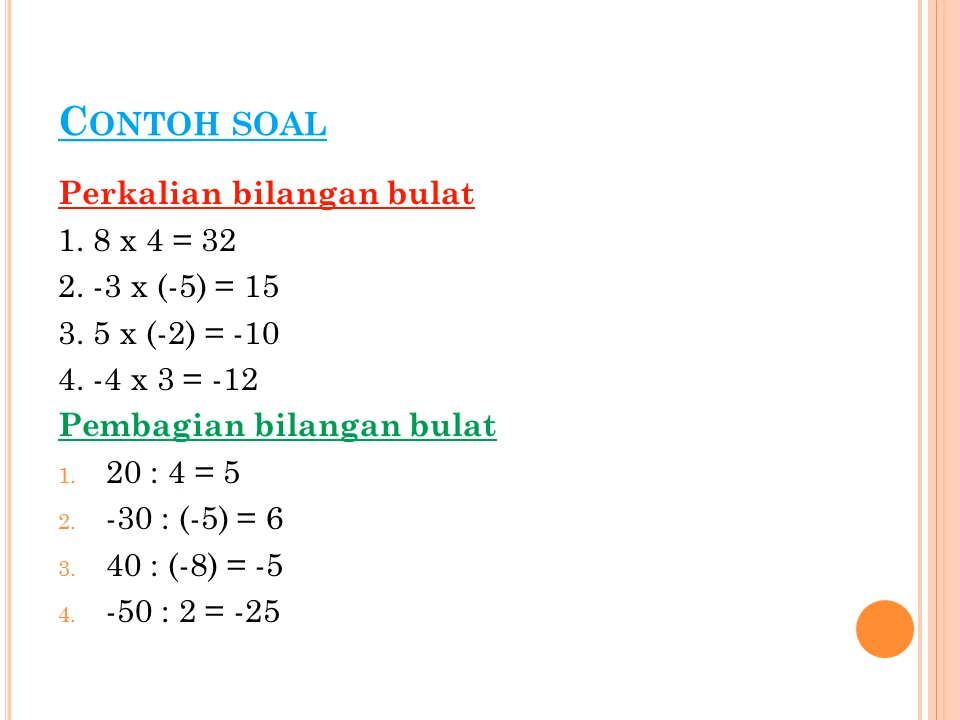 CONTOH SOAL
Perkalian bilangan bulat
1. 8 x 4 = 32
2. -3 x (-5) = 15
3. 5 x (-2) = -10
4. -4 x 3 = -12
Pembagian bilangan bulat
1. 20 : 4 = 5
2. -30 : (-5) = 6
3. 40 : (-8) = -5
4. -50 : 2 = -25